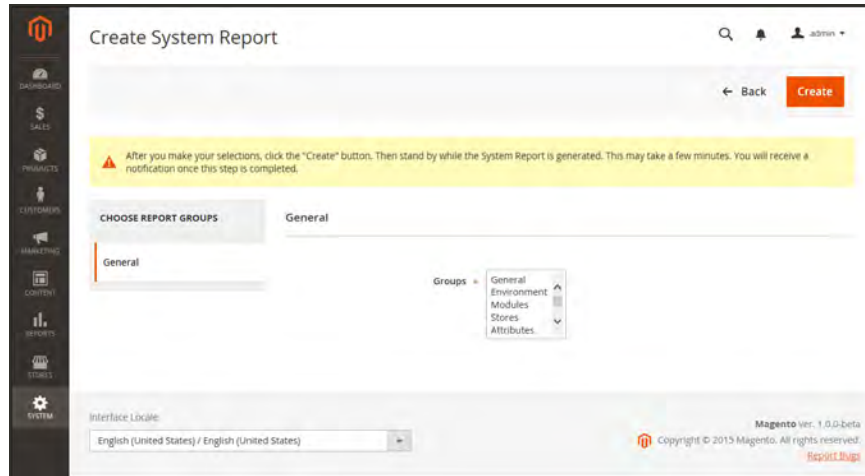 Create System Report
admin
DASHBOARD
Back
Create
SALES
PRODUCTS
After you make your selections, click the "Create" button. Then stand by while the System Report is generated. This may take a few minutes. You will receive a
notification once this step is completed.
CUSTOMERS
CHOOSE REPORT GROUPS
General
MARKETING
General
CONTENT
Groups
General
Environment
Modules
Stores
Attributes
REPORTS
STORES
SYSTEM
Interface Locale
English (United States) / English (United States)
Magento ver. 1.0.0-beta
Copyright © 2015 Magento. All rights reserved.
Report Bugs